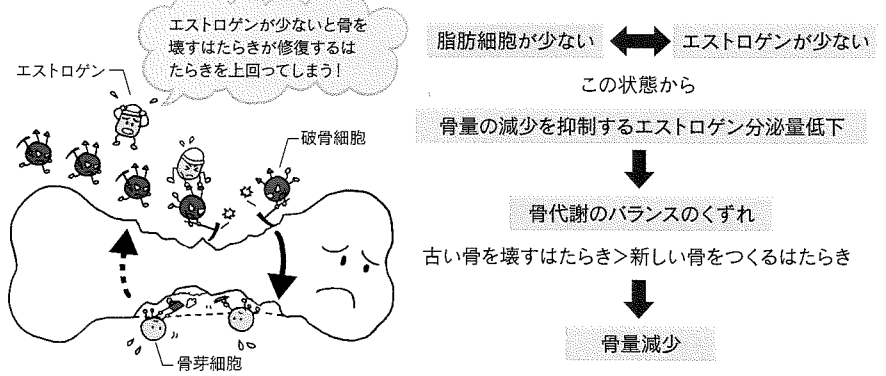 エストロゲンが少ないと骨を
壊すはたらきが修復するは
たらきを上回ってしまう!
エストロゲン
破骨細胞
骨芽細胞
脂肪細胞が少ない エストロゲンが少ない
この状態から
骨量の減少を抑制するエストロゲン分泌量低下
骨代謝のバランスのくずれ
古い骨を壊すはたらき>新しい骨をつくるはたらき
骨量減少